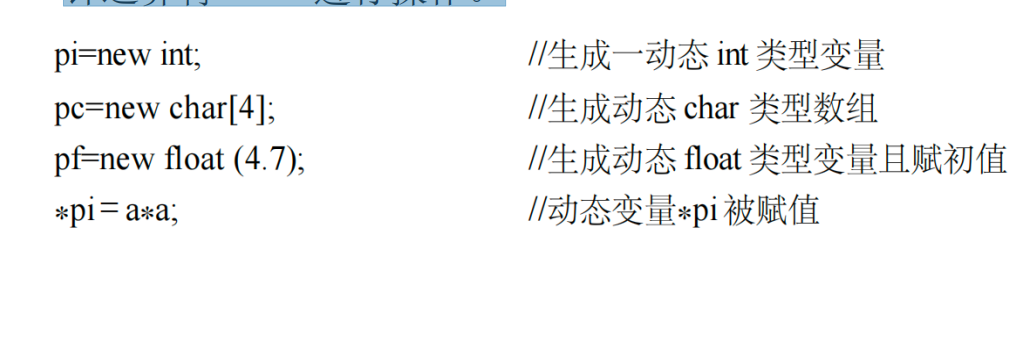 pi=new int; //生成一动态 int 类型变量
pc=new char[4]; //生成动态 char 类型数组
pf=new float (4.7); //生成动态 float 类型变量且赋初值
*pi = a*a; //动态变量*pi 被赋值